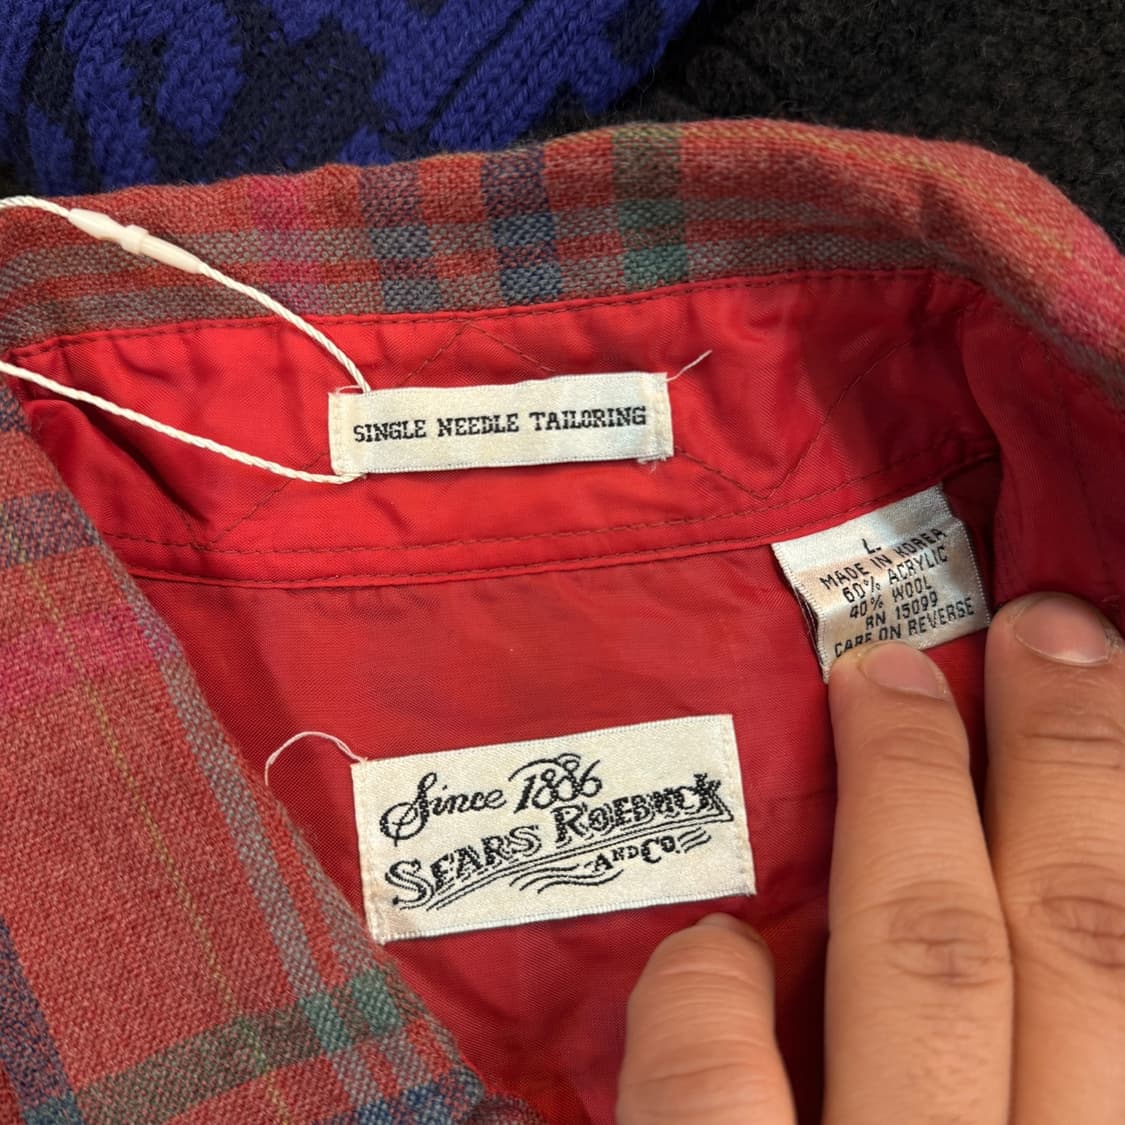 SINGLE NEEDLE TAILORING
L.
MADE IN KOREA
60% ACRYLIC
40% WOOL
RN 15099
CARE ON REVERSE
Since 1886
SEARS ROEBUCK
AND CO.